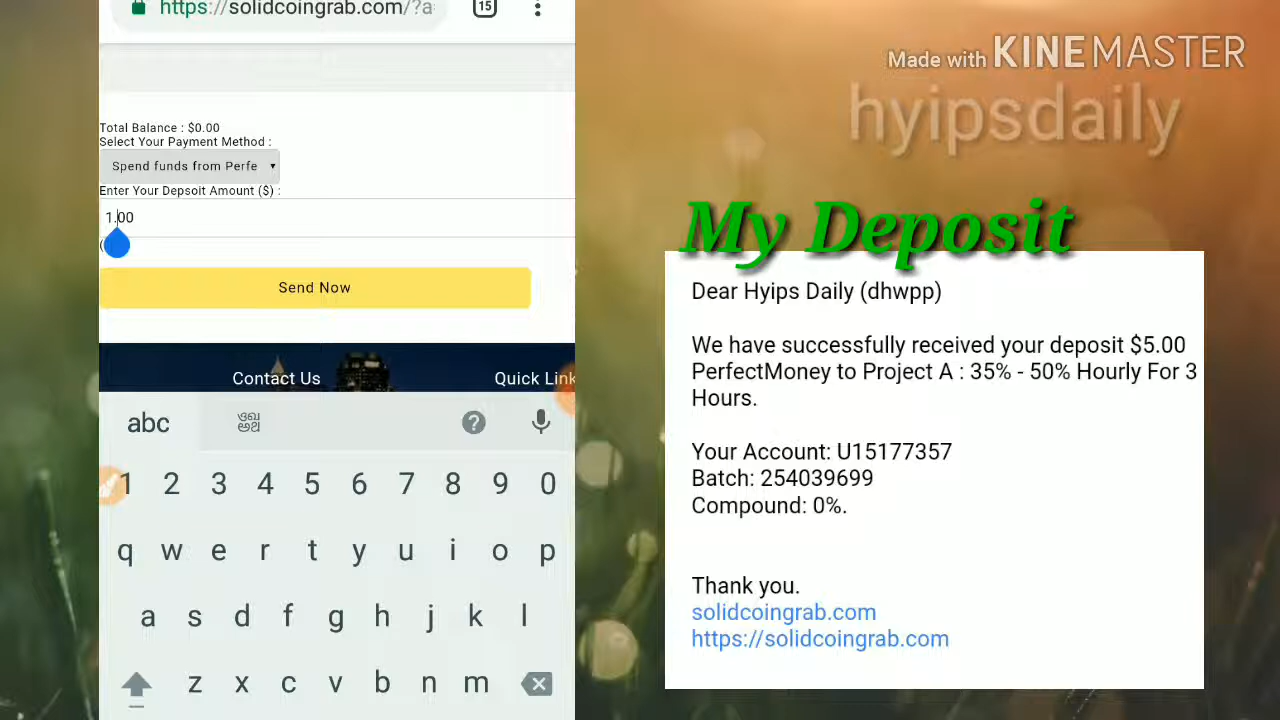 https://solidcoingrab.com/?a
15
Total Balance : $0.00
Select Your Payment Method :
Spend funds from Perfe
Enter Your Depsoit Amount ($) :
1.00
(
Send Now
Contact Us
Quick Link
abc
?
1 2 3 4 5 6 7 8 9 0
q w e r t y u i o p
a s d f g h j k l
z x c v b n m
Made with KINEMASTER
hyipsdaily
My Deposit
Dear Hyips Daily (dhwpp)
We have successfully received your deposit $5.00
PerfectMoney to Project A : 35% - 50% Hourly For 3
Hours.
Your Account: U15177357
Batch: 254039699
Compound: 0%.
Thank you.
solidcoingrab.com
https://solidcoingrab.com